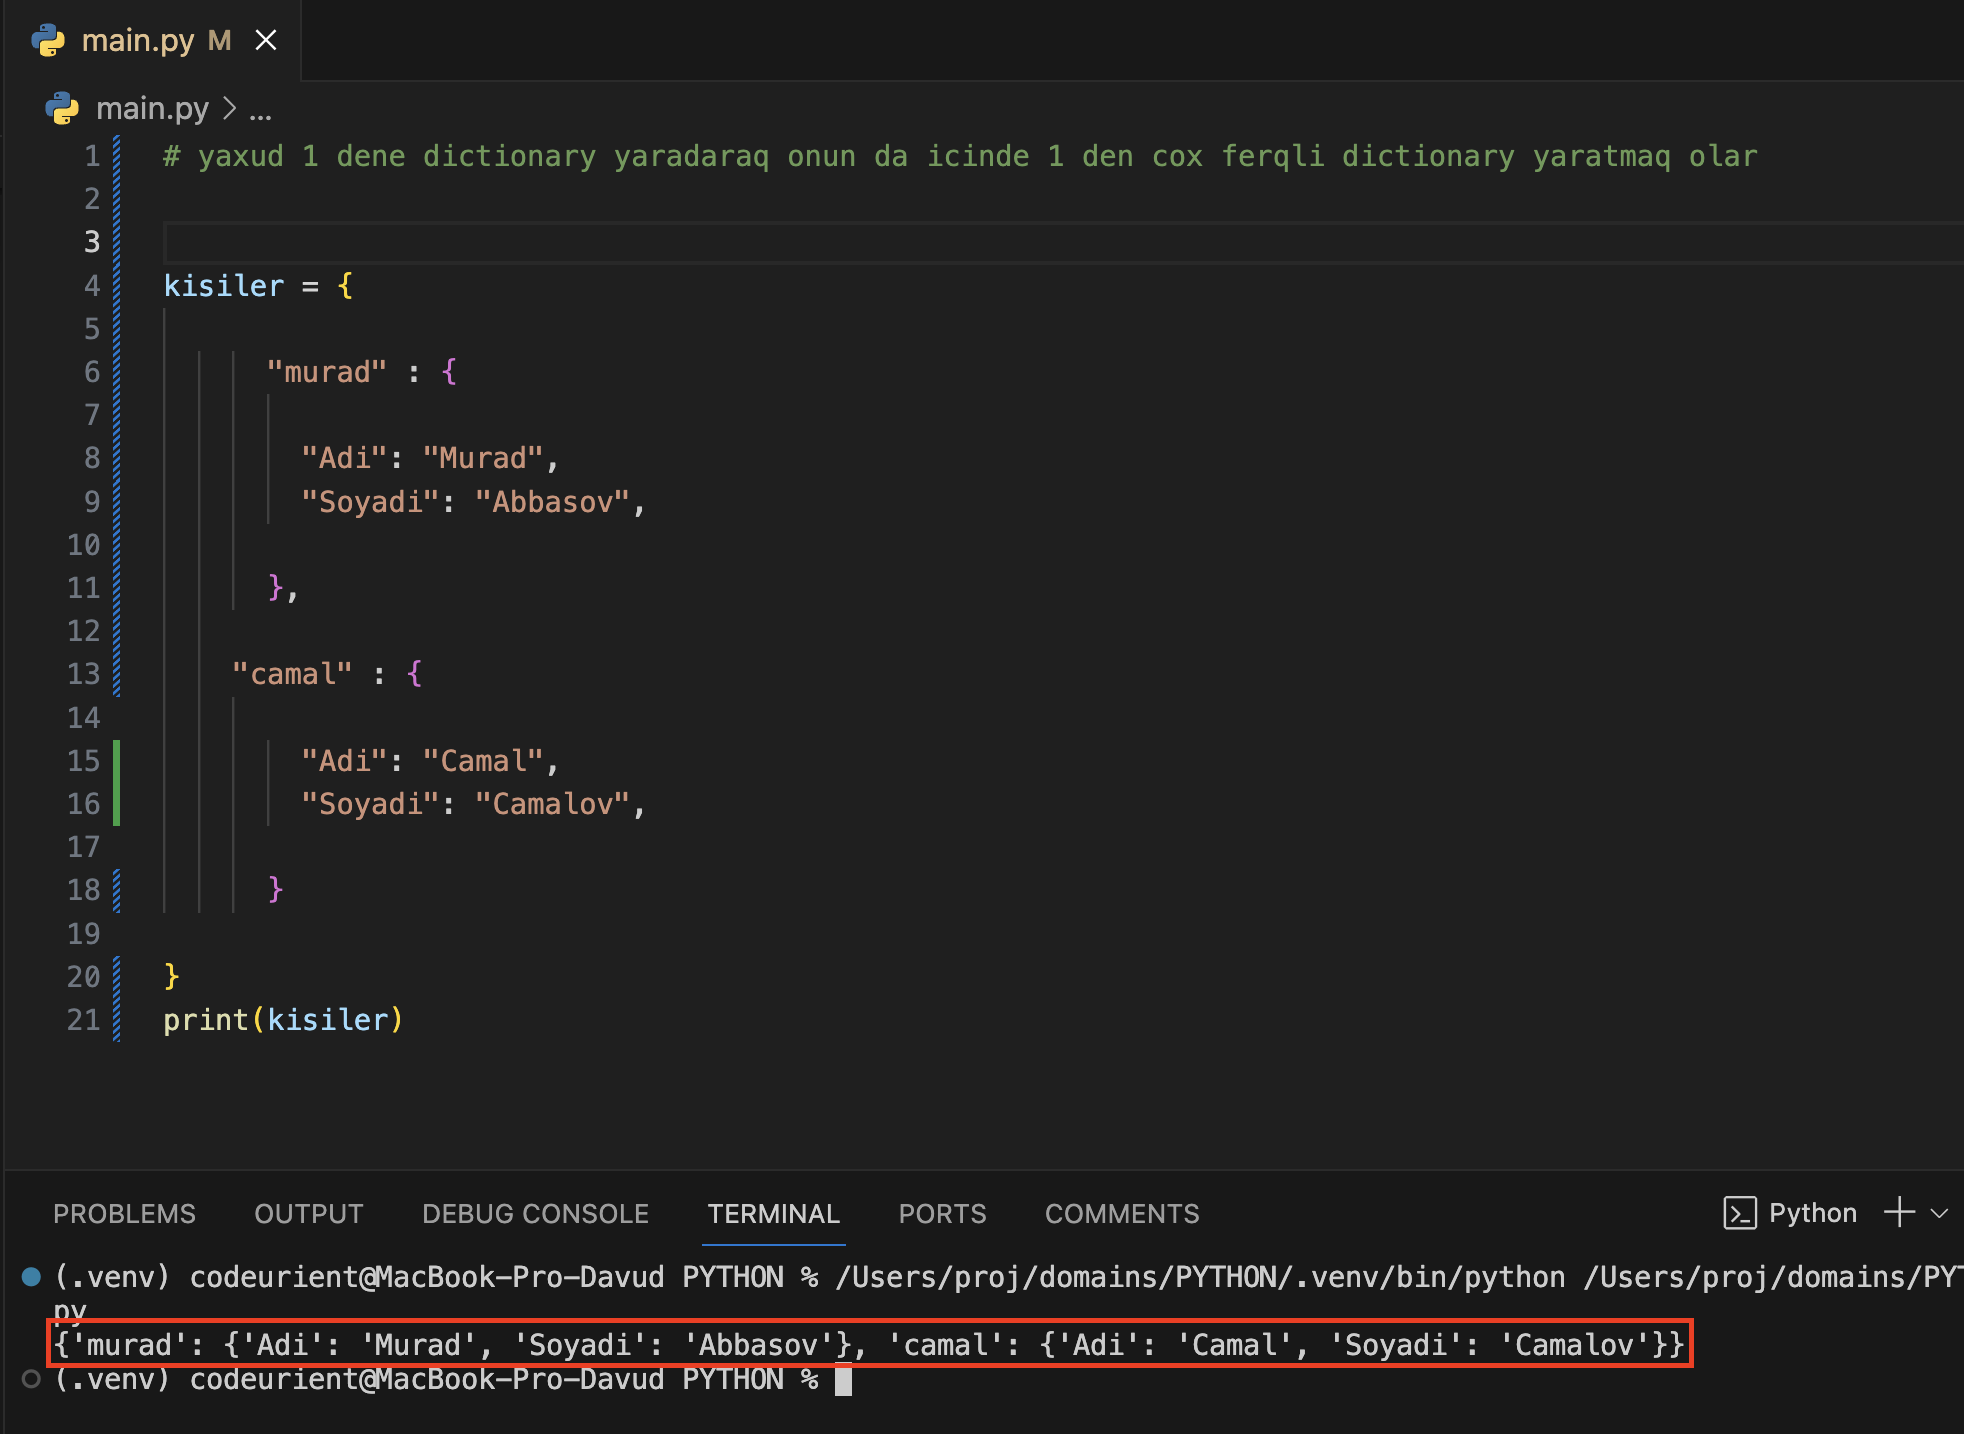 main.py M
main.py > ...
1 # yaxud 1 dene dictionary yaradaraq onun da icinde 1 den cox ferqli dictionary yaratmaq olar
2
3
4 kisiler = {
5
6 "murad" : {
7
8 "Adi": "Murad",
9 "Soyadi": "Abbasov",
10
11 },
12
13 "camal" : {
14
15 "Adi": "Camal",
16 "Soyadi": "Camalov",
17
18 }
19
20 }
21 print(kisiler)
PROBLEMS OUTPUT DEBUG CONSOLE TERMINAL PORTS COMMENTS Python
(.venv) codeurient@MacBook-Pro-Davud PYTHON % /Users/proj/domains/PYTHON/.venv/bin/python /Users/proj/domains/PYT
py
{'murad': {'Adi': 'Murad', 'Soyadi': 'Abbasov'}, 'camal': {'Adi': 'Camal', 'Soyadi': 'Camalov'}}
(.venv) codeurient@MacBook-Pro-Davud PYTHON %